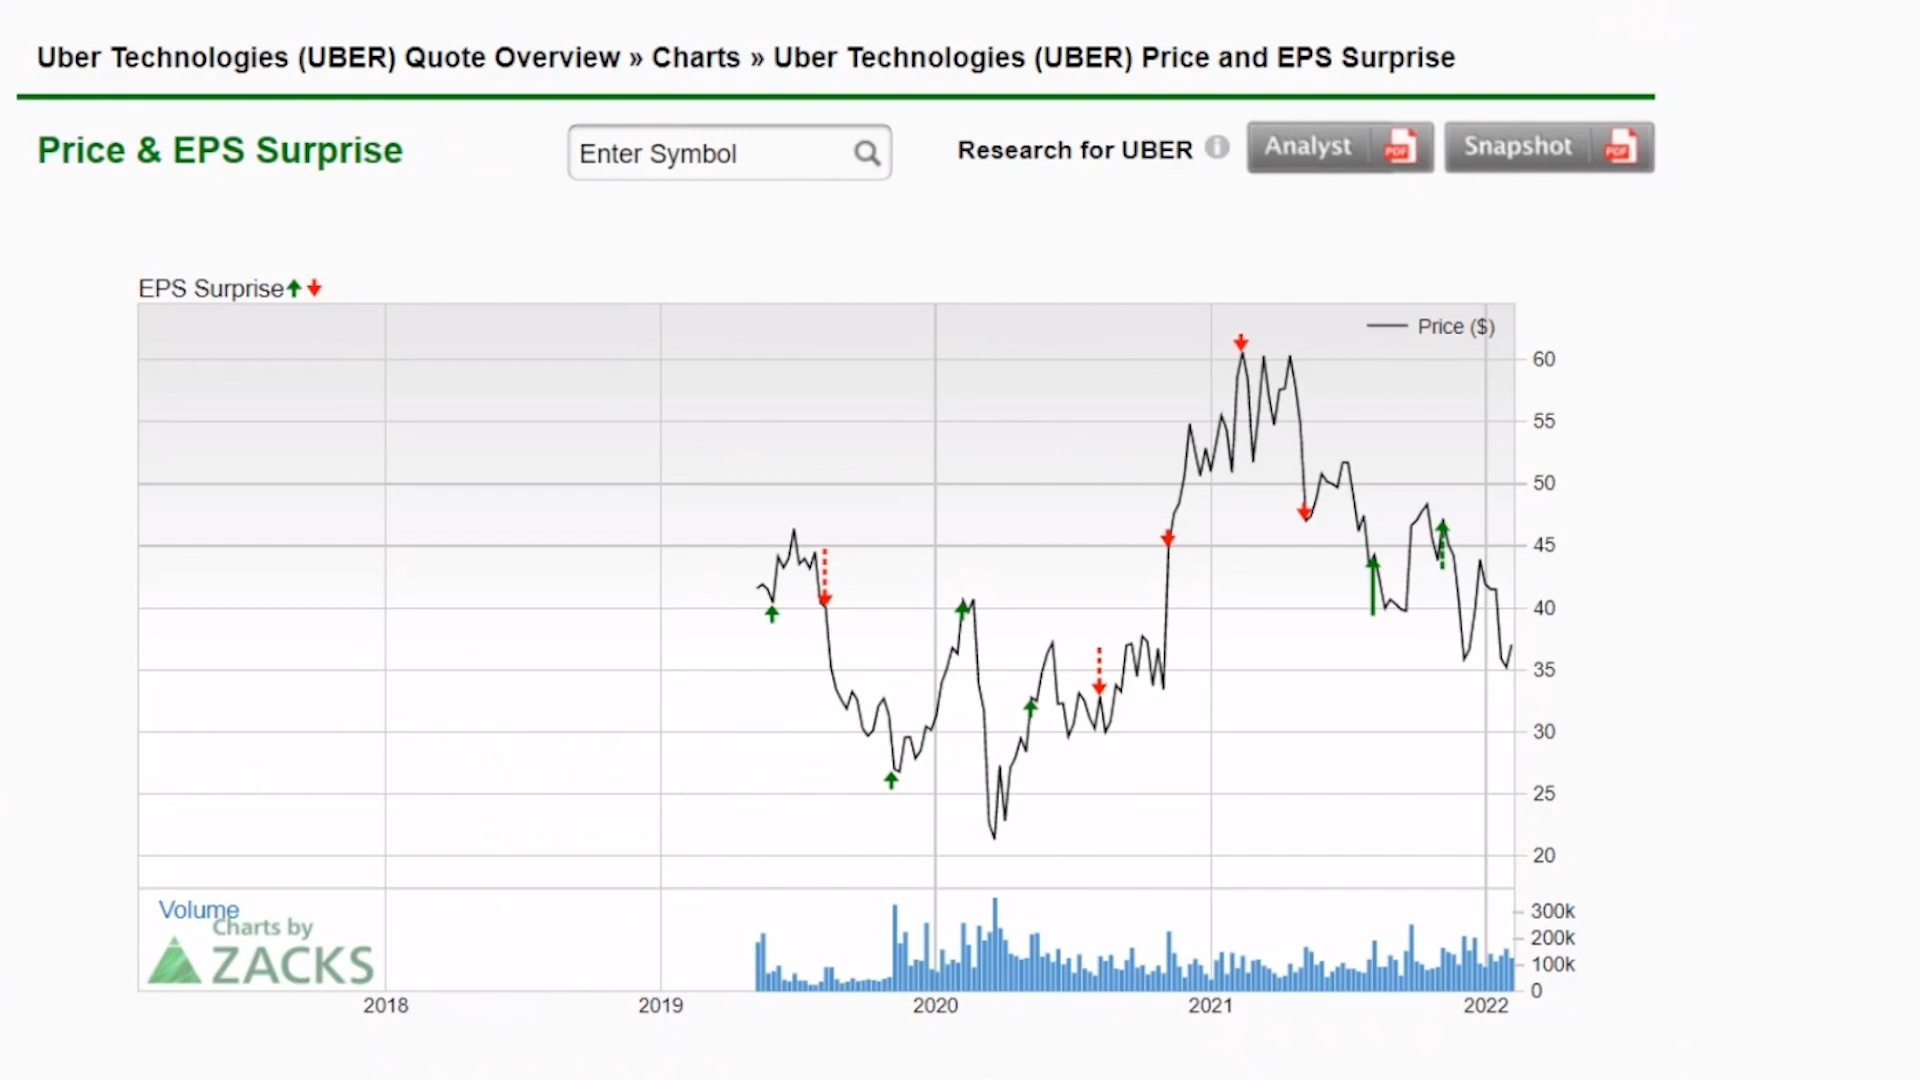 Uber Technologies (UBER) Quote Overview » Charts » Uber Technologies (UBER) Price and EPS Surprise
Price & EPS Surprise
Enter Symbol
Research for UBER
Analyst PDF
Snapshot PDF
EPS Surprise
Price ($)
60
55
50
45
40
35
30
25
20
Volume
Charts by
ZACKS
300k
200k
100k
0
2018 2019 2020 2021 2022